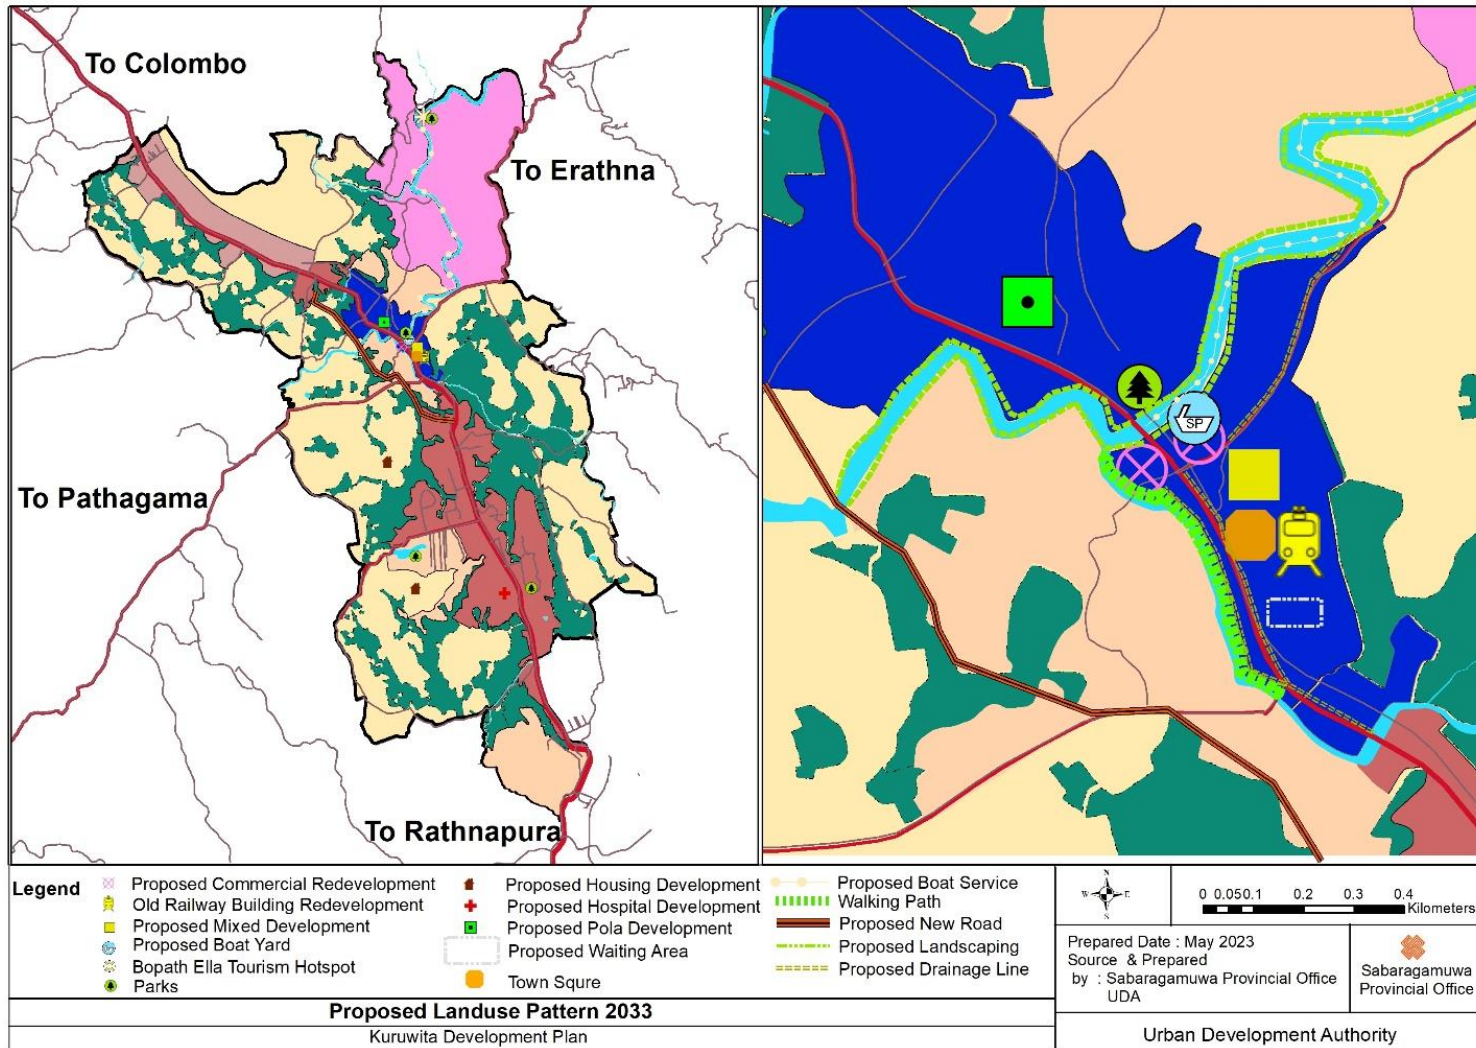 To Colombo
To Erathna
To Pathagama
To Rathnapura
SP
Legend
Proposed Commercial Redevelopment
Old Railway Building Redevelopment
Proposed Mixed Development
Proposed Boat Yard
Bopath Ella Tourism Hotspot
Parks
Proposed Housing Development
Proposed Hospital Development
Proposed Pola Development
Proposed Waiting Area
Town Squre
Proposed Boat Service
Walking Path
Proposed New Road
Proposed Landscaping
Proposed Drainage Line
N
W E
S
0 0.050.1 0.2 0.3 0.4
Kilometers
Prepared Date : May 2023
Source & Prepared
by : Sabaragamuwa Provincial Office
UDA
Sabaragamuwa
Provincial Office
Proposed Landuse Pattern 2033
Kuruwita Development Plan
Urban Development Authority